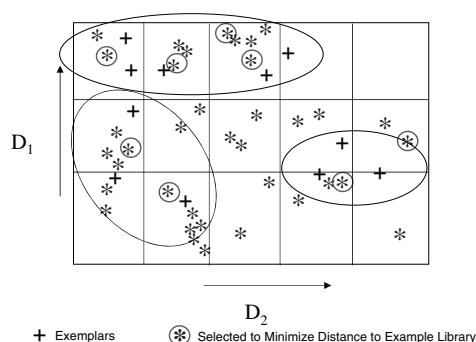 D1
D2
+ Exemplars
Selected to Minimize Distance to Example Library